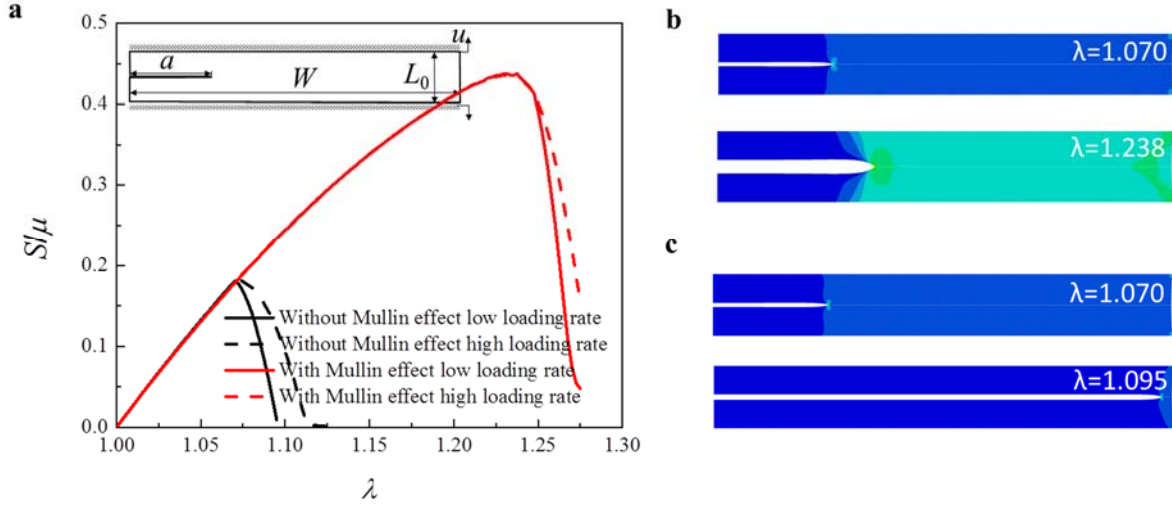 a
0.5
0.4
0.3
0.2
0.1
0.0
S/μ
a
W
L0
u
Without Mullin effect low loading rate
Without Mullin effect high loading rate
With Mullin effect low loading rate
With Mullin effect high loading rate
1.00
1.05
1.10
1.15
1.20
1.25
1.30
λ
b
λ=1.070
λ=1.238
c
λ=1.070
λ=1.095